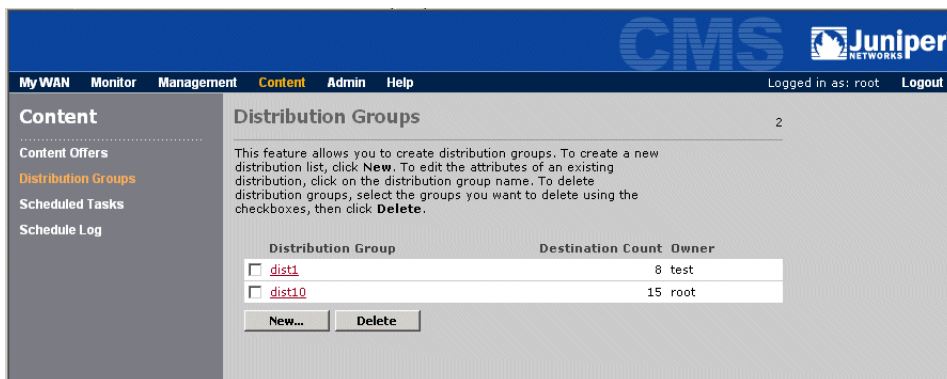 CMS
Juniper
NETWORKS
My WAN Monitor Management Content Admin Help Logged in as: root Logout
Content
Content Offers
Distribution Groups
Scheduled Tasks
Schedule Log
Distribution Groups 2
This feature allows you to create distribution groups. To create a new
distribution list, click New. To edit the attributes of an existing
distribution, click on the distribution group name. To delete
distribution groups, select the groups you want to delete using the
checkboxes, then click Delete.
Distribution Group Destination Count Owner
dist1 8 test
dist10 15 root
New... Delete